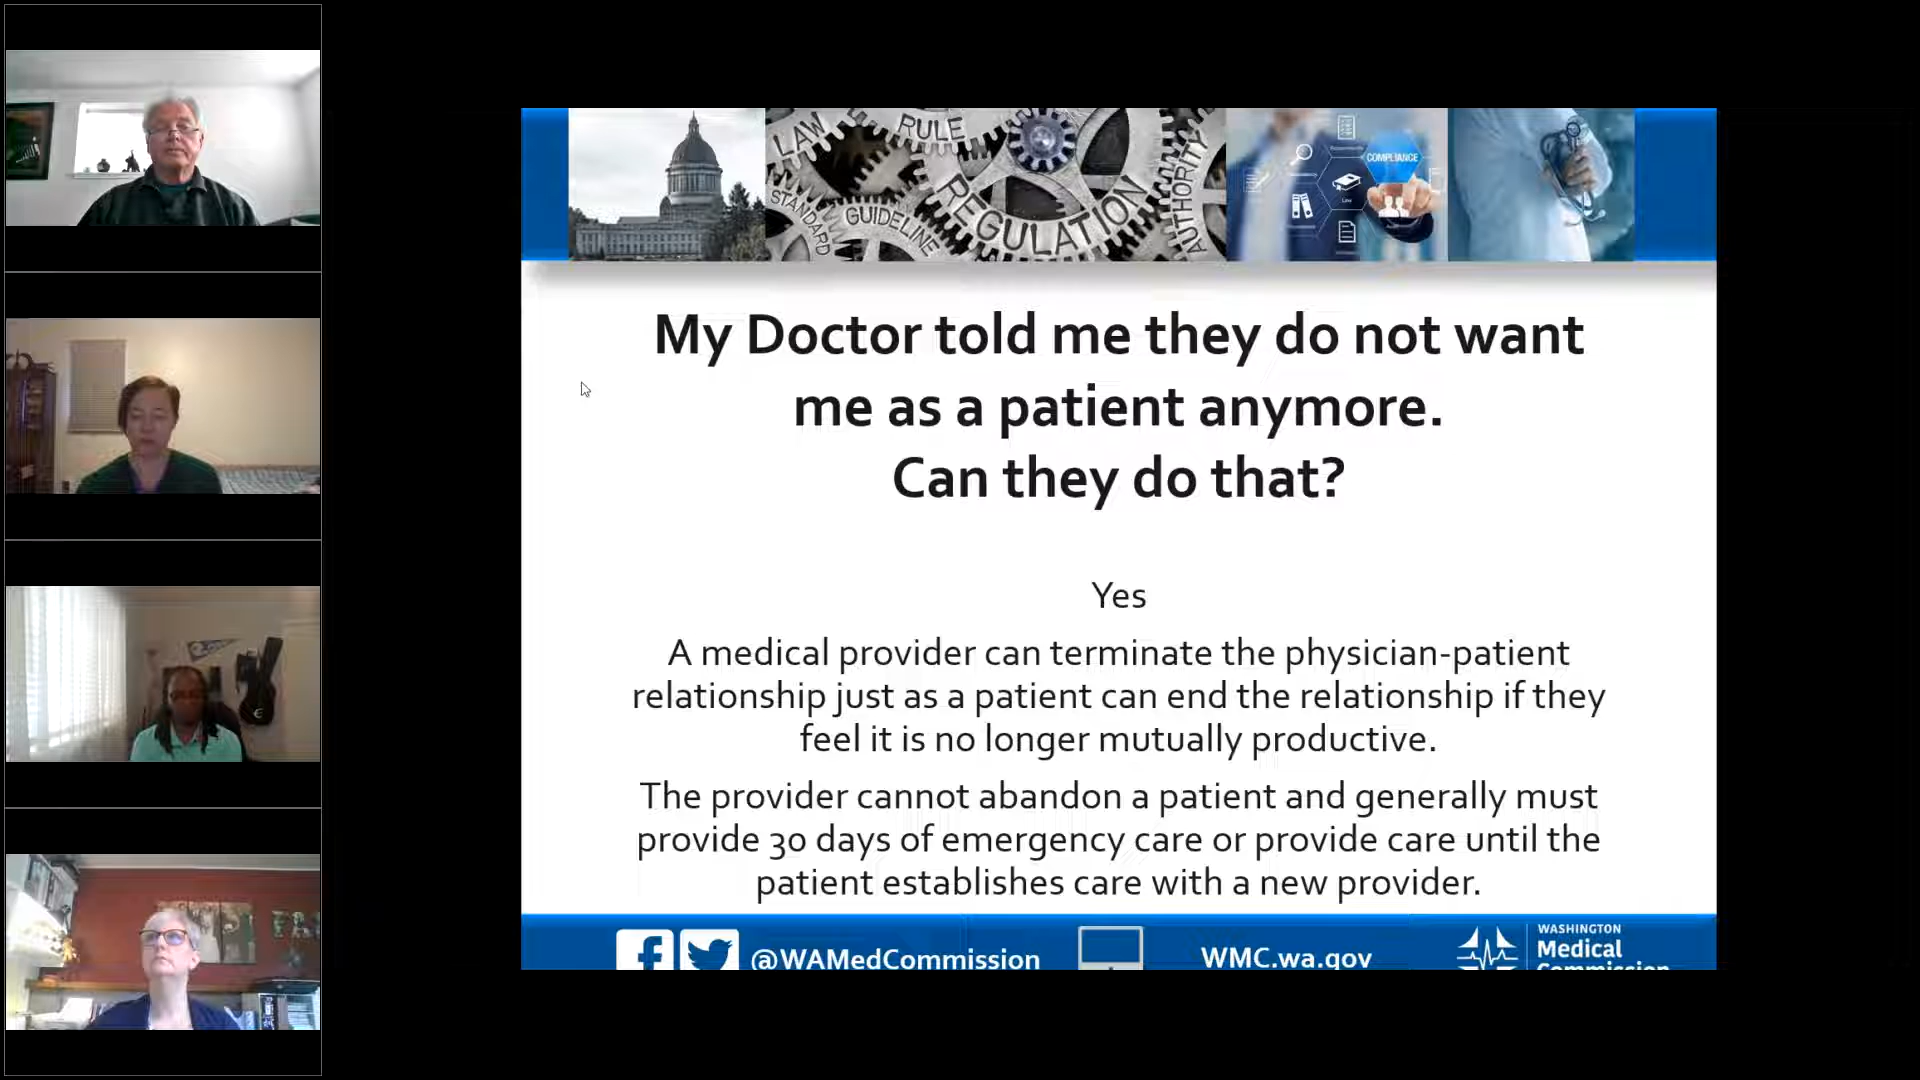 LAW
RULE
STANDARD
GUIDELINE
REGULATION
AUTHORITY
COMPLIANCE
Law
My Doctor told me they do not want
me as a patient anymore.
Can they do that?
Yes
A medical provider can terminate the physician-patient
relationship just as a patient can end the relationship if they
feel it is no longer mutually productive.
The provider cannot abandon a patient and generally must
provide 30 days of emergency care or provide care until the
patient establishes care with a new provider.
@WAMedCommission
WMC.wa.gov
WASHINGTON
Medical
Commission